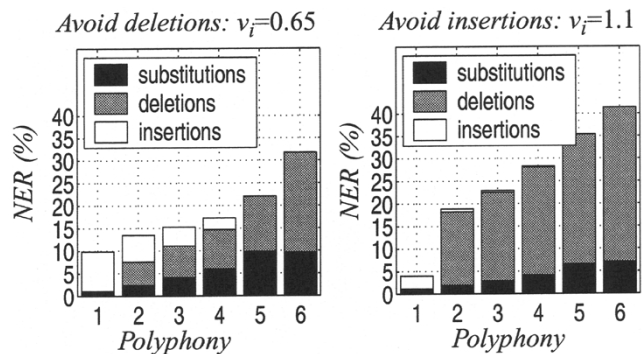 Avoid deletions: vi=0.65
substitutions
deletions
insertions
NER (%)
40
35
30
25
20
15
10
5
0
1 2 3 4 5 6
Polyphony
Avoid insertions: vi=1.1
substitutions
deletions
insertions
NER (%)
40
35
30
25
20
15
10
5
0
1 2 3 4 5 6
Polyphony